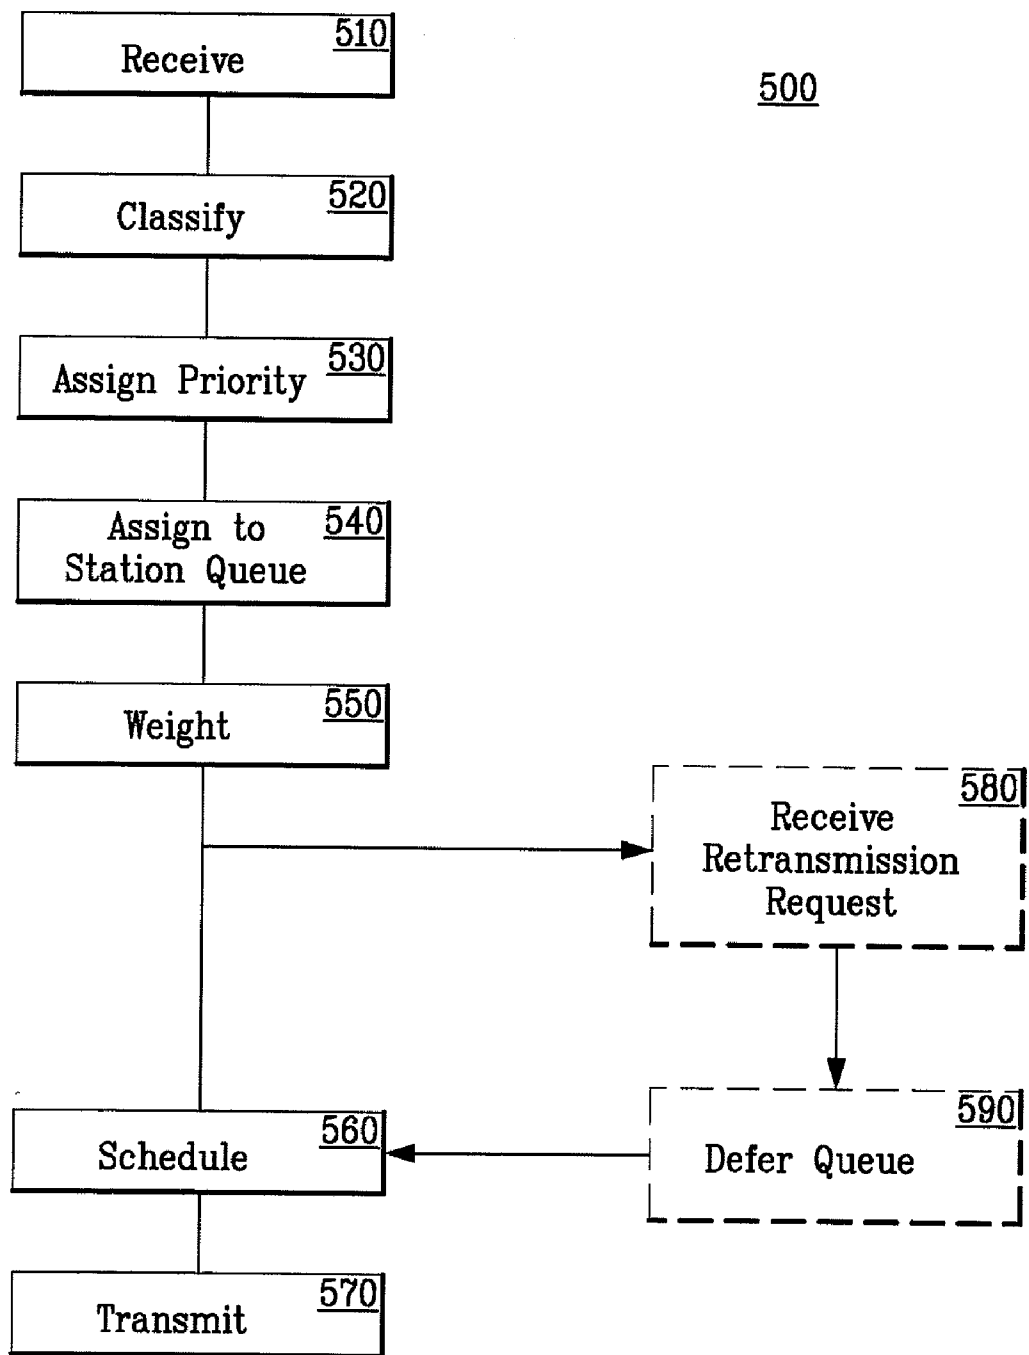 510
Receive
500
520
Classify
530
Assign Priority
540
Assign to
Station Queue
550
Weight
580
Receive
Retransmission
Request
560
Schedule
590
Defer Queue
570
Transmit